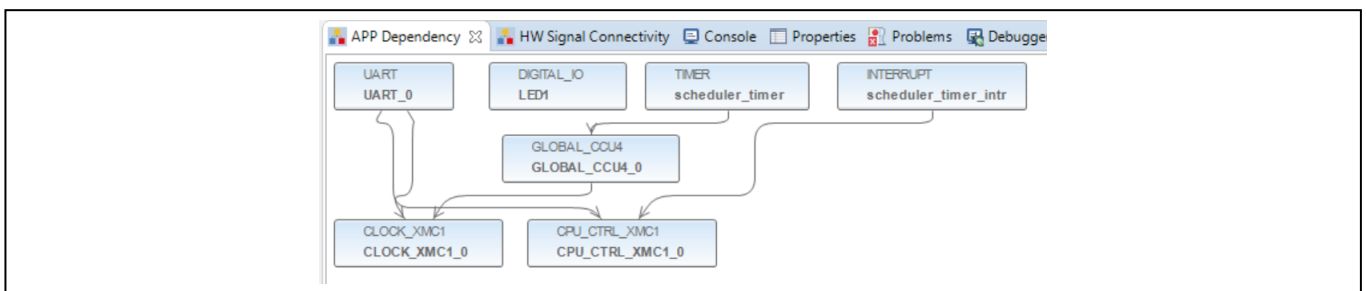 APP Dependency HW Signal Connectivity Console Properties Problems Debugger
UART DIGITAL_IO TIMER INTERRUPT
UART_0 LED1 scheduler_timer scheduler_timer_intr
GLOBAL_CCU4
GLOBAL_CCU4_0
CLOCK_XMC1 CPU_CTRL_XMC1
CLOCK_XMC1_0 CPU_CTRL_XMC1_0